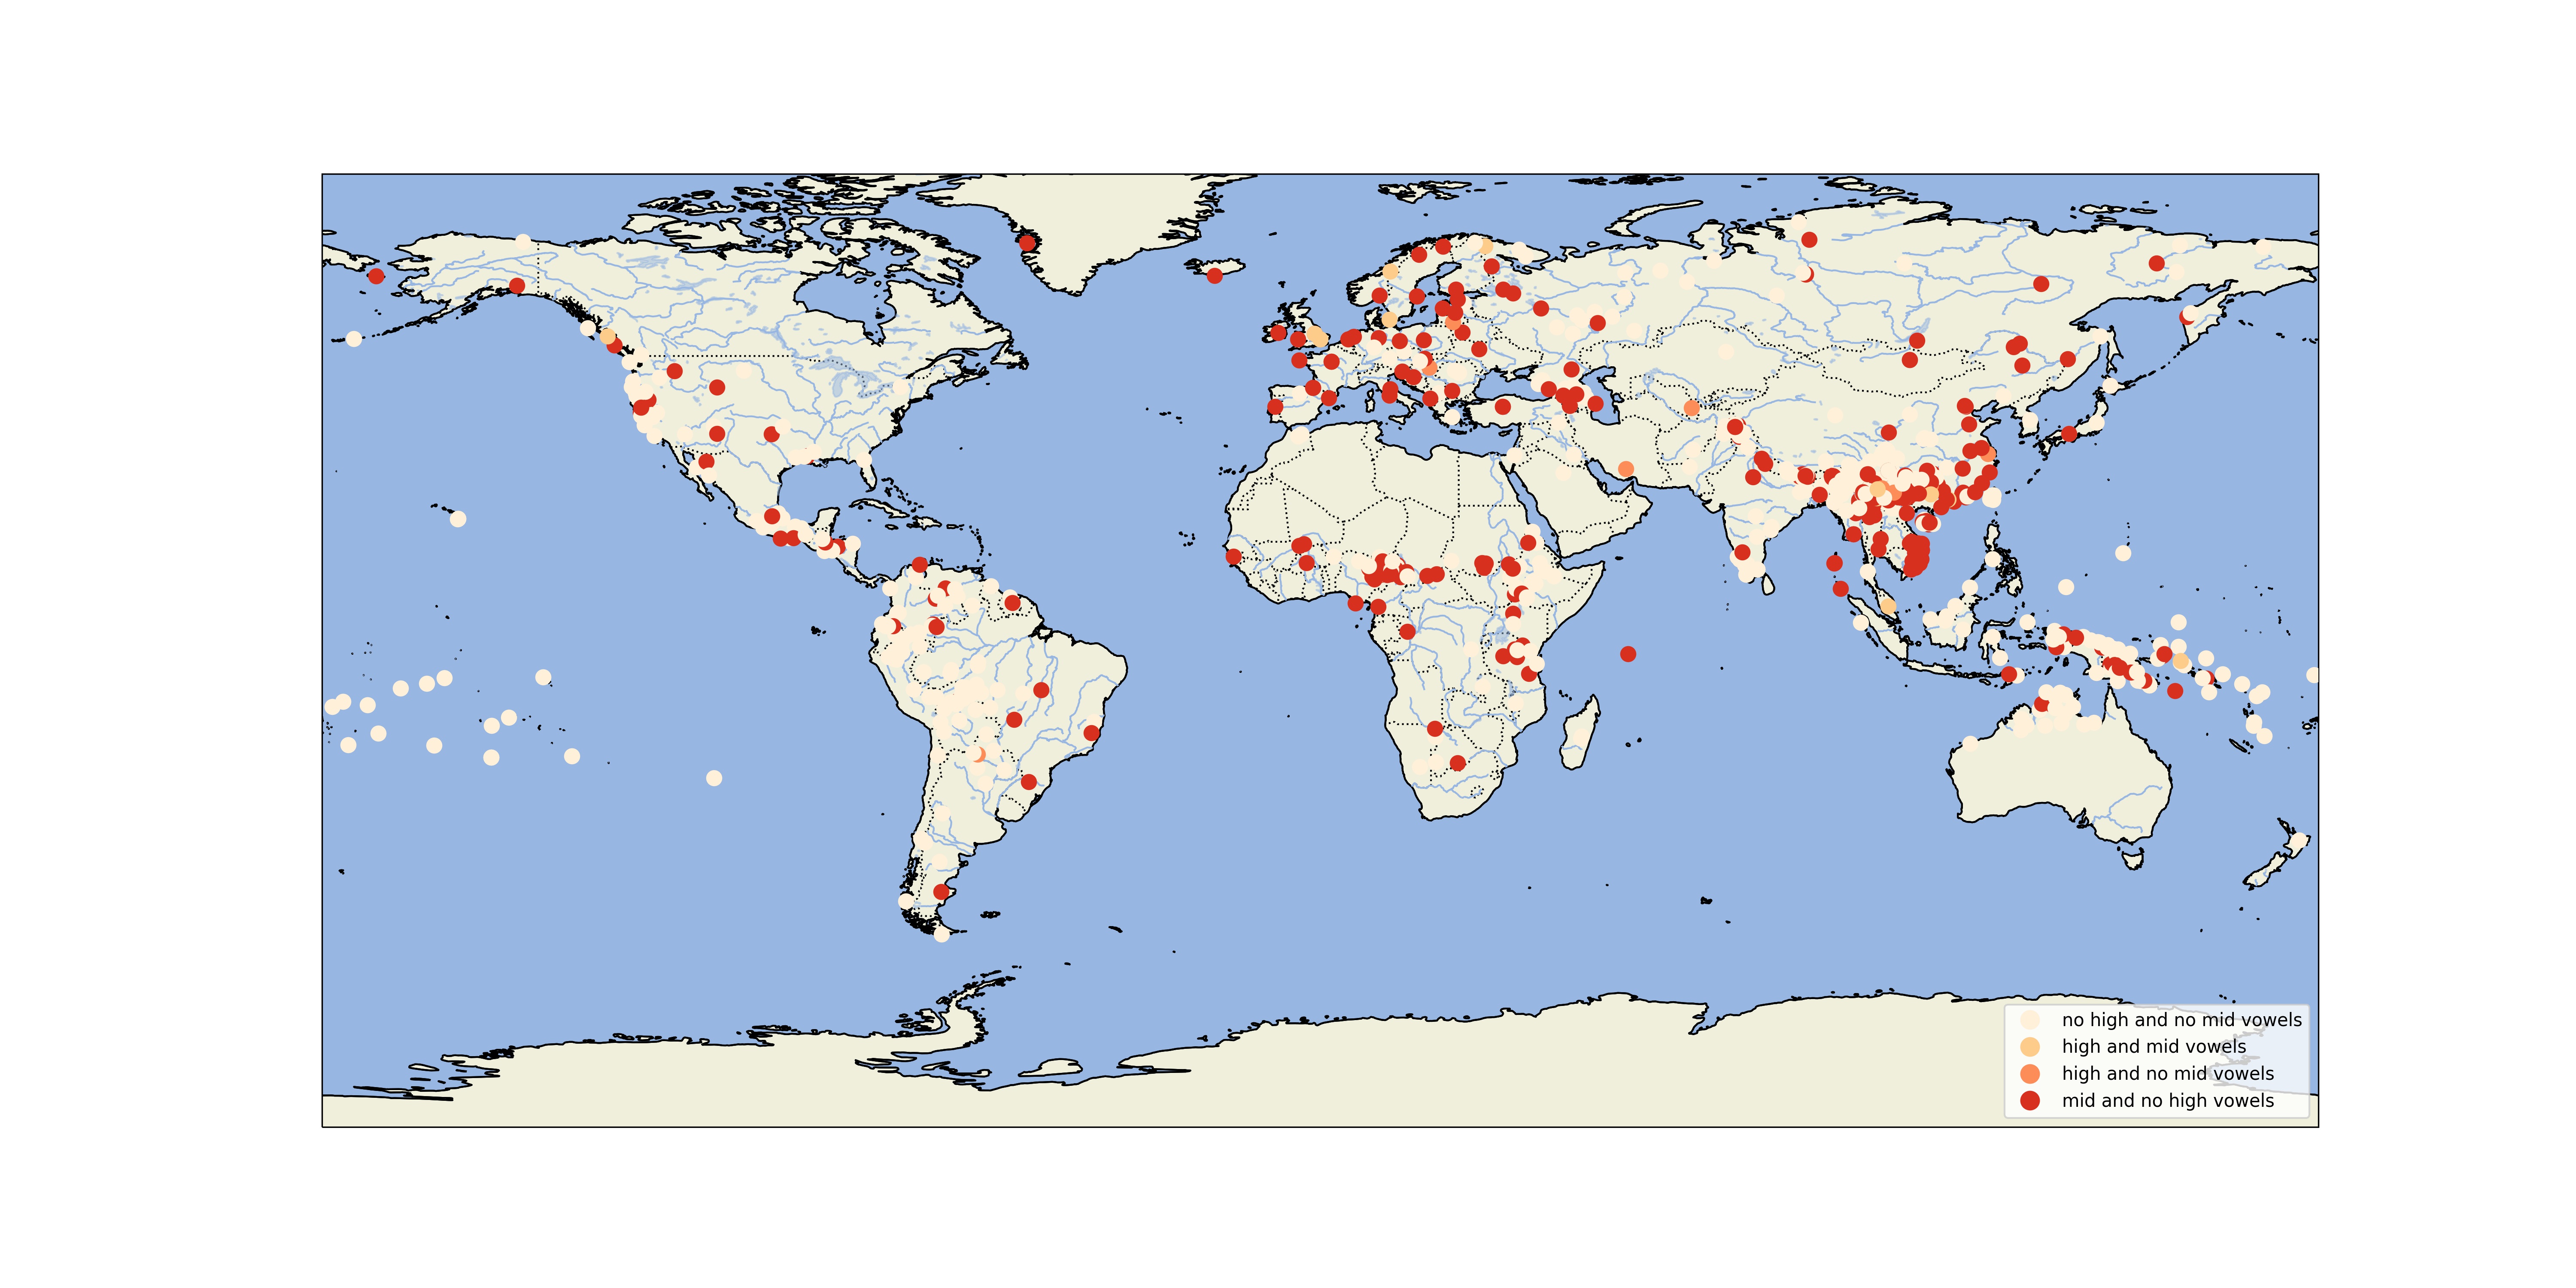 no high and no mid vowels
high and mid vowels
high and no mid vowels
mid and no high vowels